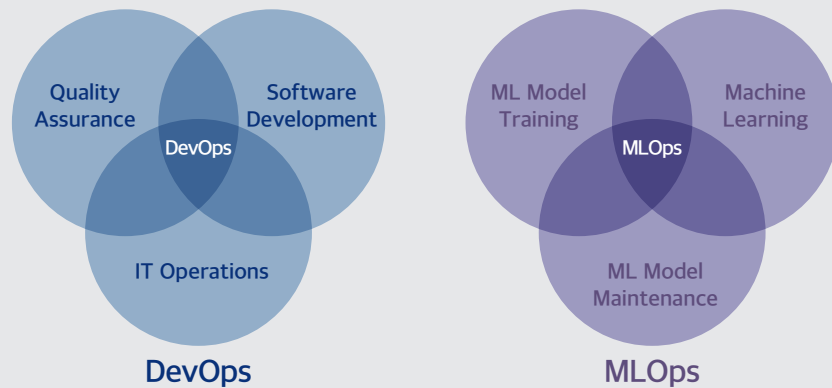 Quality
Assurance
Software
Development
DevOps
IT Operations
DevOps
ML Model
Training
Machine
Learning
MLOps
ML Model
Maintenance
MLOps